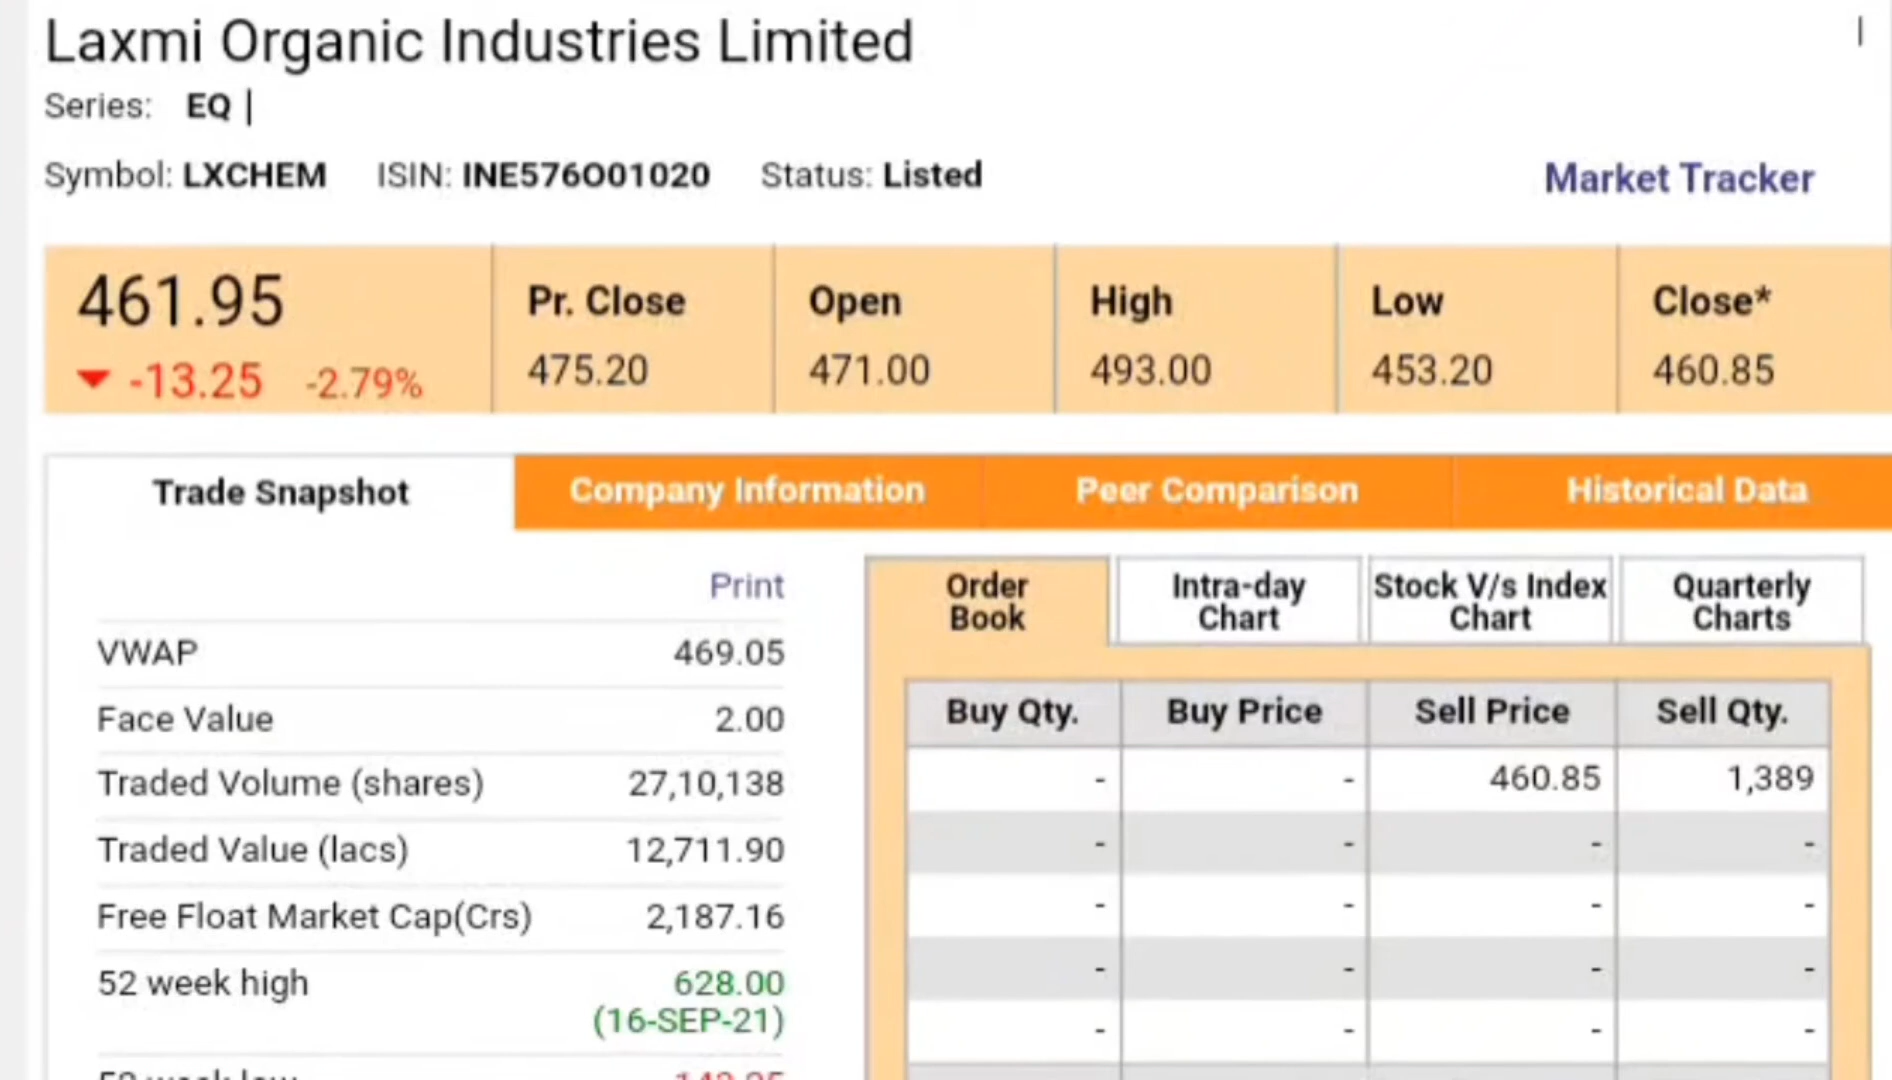 Laxmi Organic Industries Limited
Series: EQ |
Symbol: LXCHEM ISIN: INE576O01020 Status: Listed
Market Tracker
461.95 Pr. Close Open High Low Close*
-13.25 -2.79% 475.20 471.00 493.00 453.20 460.85
Trade Snapshot Company Information Peer Comparison Historical Data
Print
VWAP 469.05
Face Value 2.00
Traded Volume (shares) 27,10,138
Traded Value (lacs) 12,711.90
Free Float Market Cap(Crs) 2,187.16
52 week high 628.00
(16-SEP-21)
Order Book
Intra-day Chart
Stock V/s Index Chart
Quarterly Charts
Buy Qty. Buy Price Sell Price Sell Qty.
- - 460.85 1,389
- - - -
- - - -
- - - -
- - - -